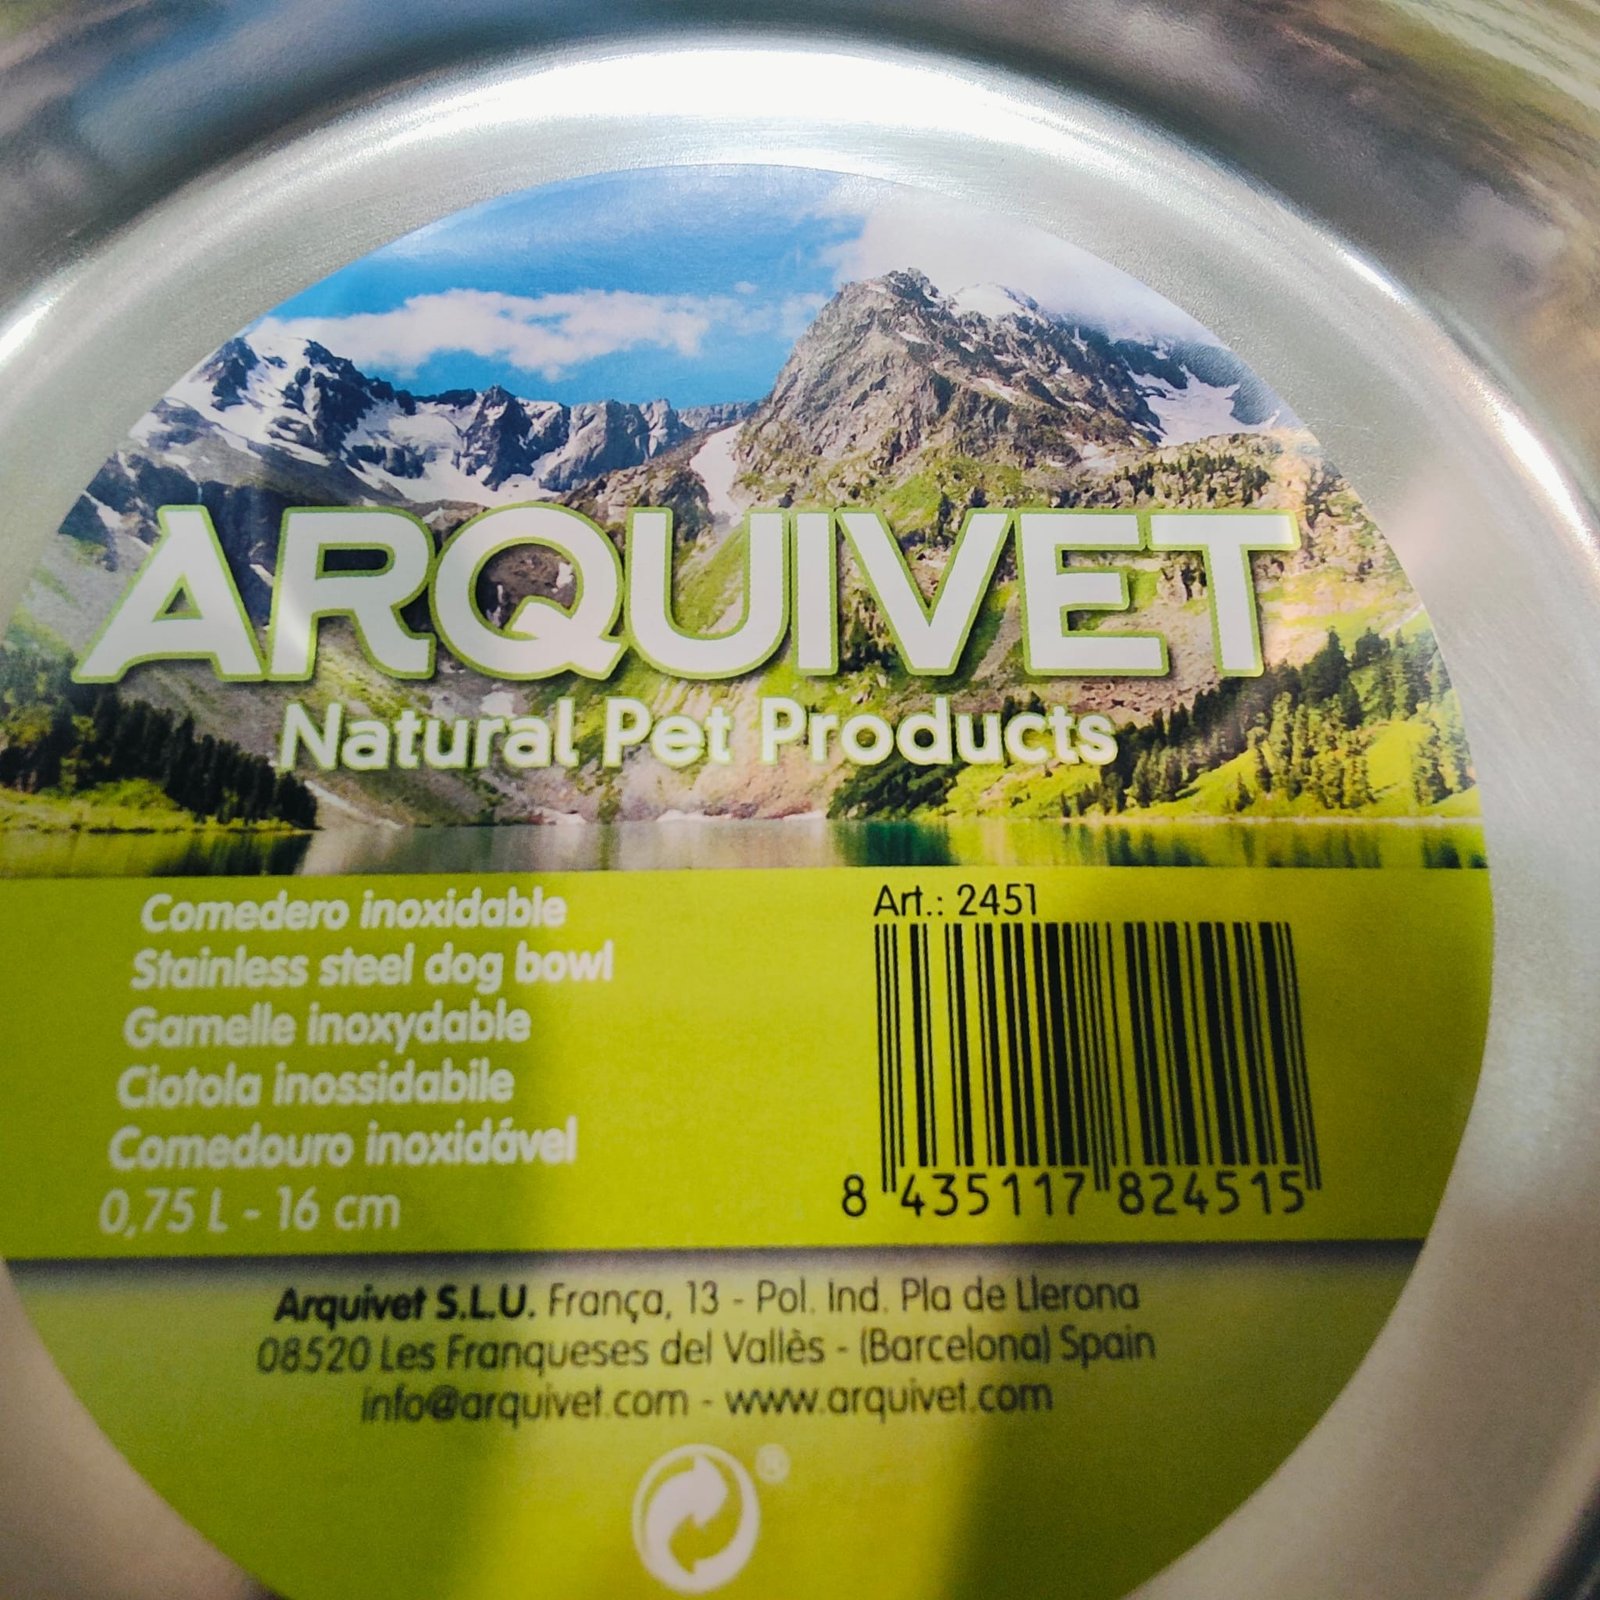 ARQUIVET
Natural Pet Products
Comedero inoxidable
Stainless steel dog bowl
Gamelle inoxydable
Ciotola inossidabile
Comedouro inoxidável
0,75 L - 16 cm
Art.: 2451
8 435117 824515
Arquivet S.L.U. França, 13 - Pol. Ind. Pla de Llerona
08520 Les Franqueses del Vallès - (Barcelona) Spain
info@arquivet.com - www.arquivet.com
®